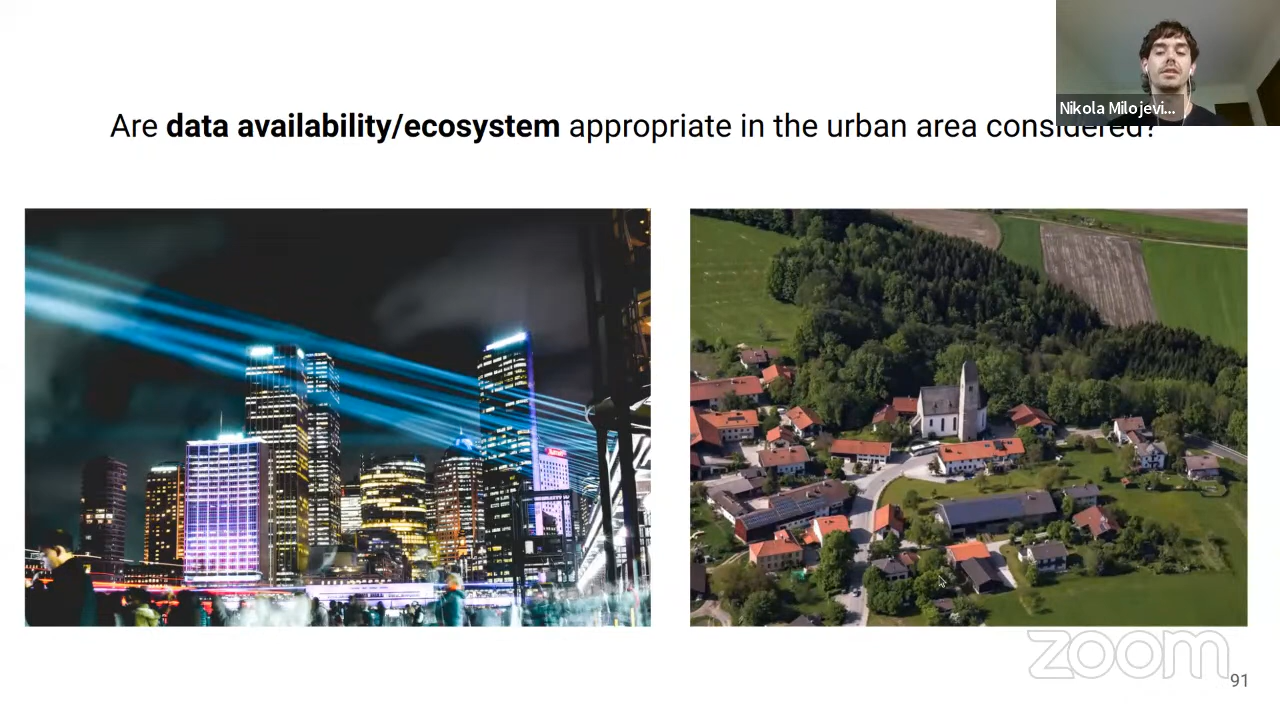 Nikola Milojevi...
Are data availability/ecosystem appropriate in the urban area considered?
zoom
91